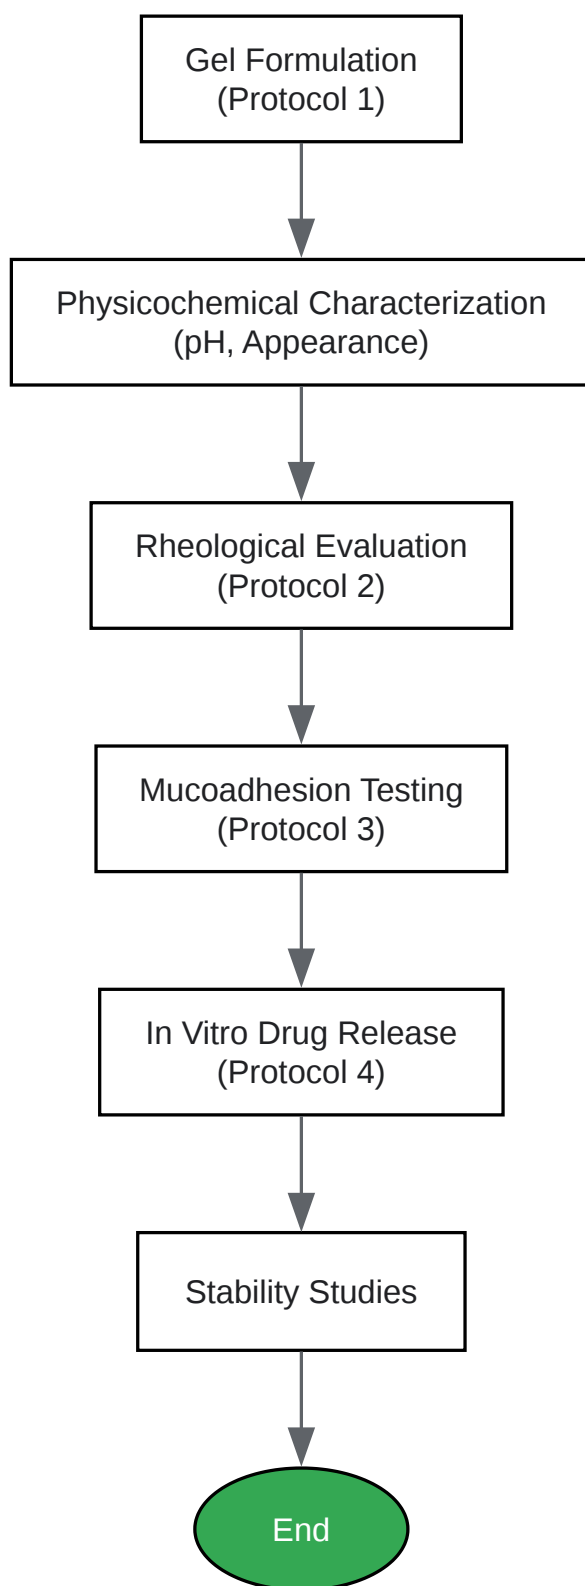 Gel Formulation
(Protocol 1)
Physicochemical Characterization
(pH, Appearance)
Rheological Evaluation
(Protocol 2)
Mucoadhesion Testing
(Protocol 3)
In Vitro Drug Release
(Protocol 4)
Stability Studies
End